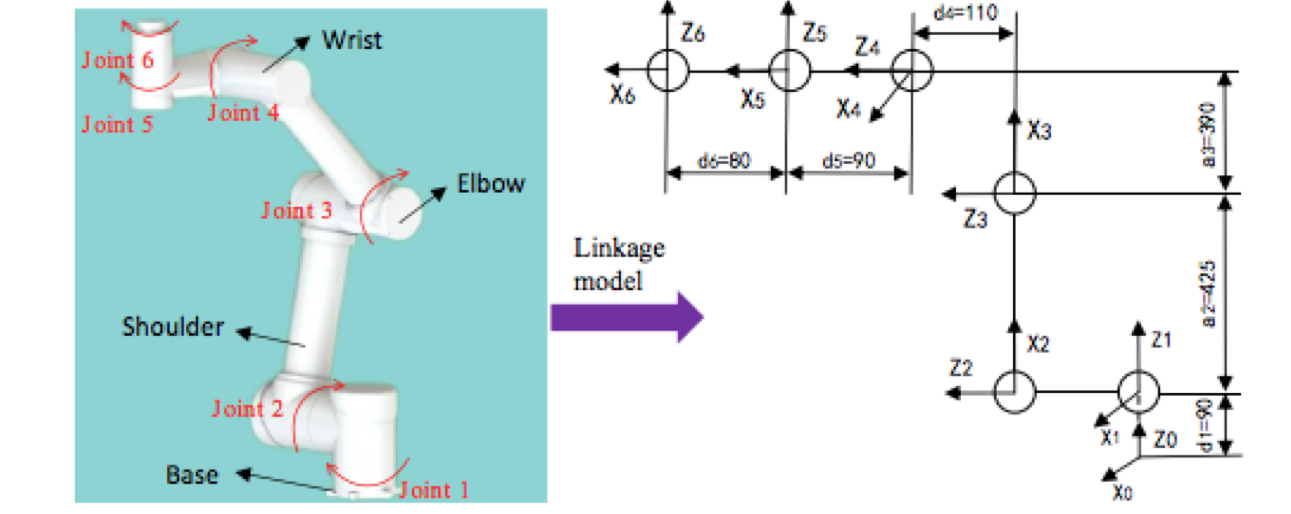 Joint 6
Wrist
Joint 5
Joint 4
Joint 3
Elbow
Shoulder
Joint 2
Base
Joint 1
Linkage
model
Z6
Z5
Z4
d4=110
X6
X5
X4
X3
a3=390
d6=80
d5=90
Z3
a2=425
Z2
X2
Z1
X1
Z0
d1=90
X0